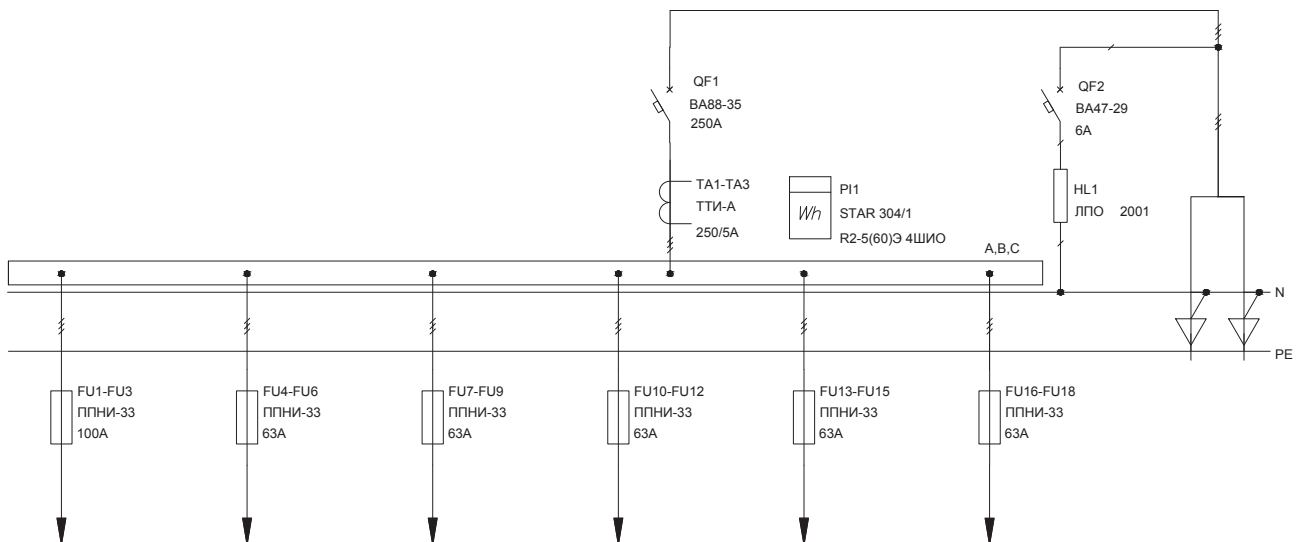 QF1
ВА88-35
250А
QF2
ВА47-29
6А
ТА1-ТА3
ТТИ-А
250/5А
Wh
PI1
STAR 304/1
R2-5(60)Э 4ШИО
HL1
ЛПО 2001
A,B,C
N
PE
FU1-FU3
ППНИ-33
100А
FU4-FU6
ППНИ-33
63А
FU7-FU9
ППНИ-33
63А
FU10-FU12
ППНИ-33
63А
FU13-FU15
ППНИ-33
63А
FU16-FU18
ППНИ-33
63А